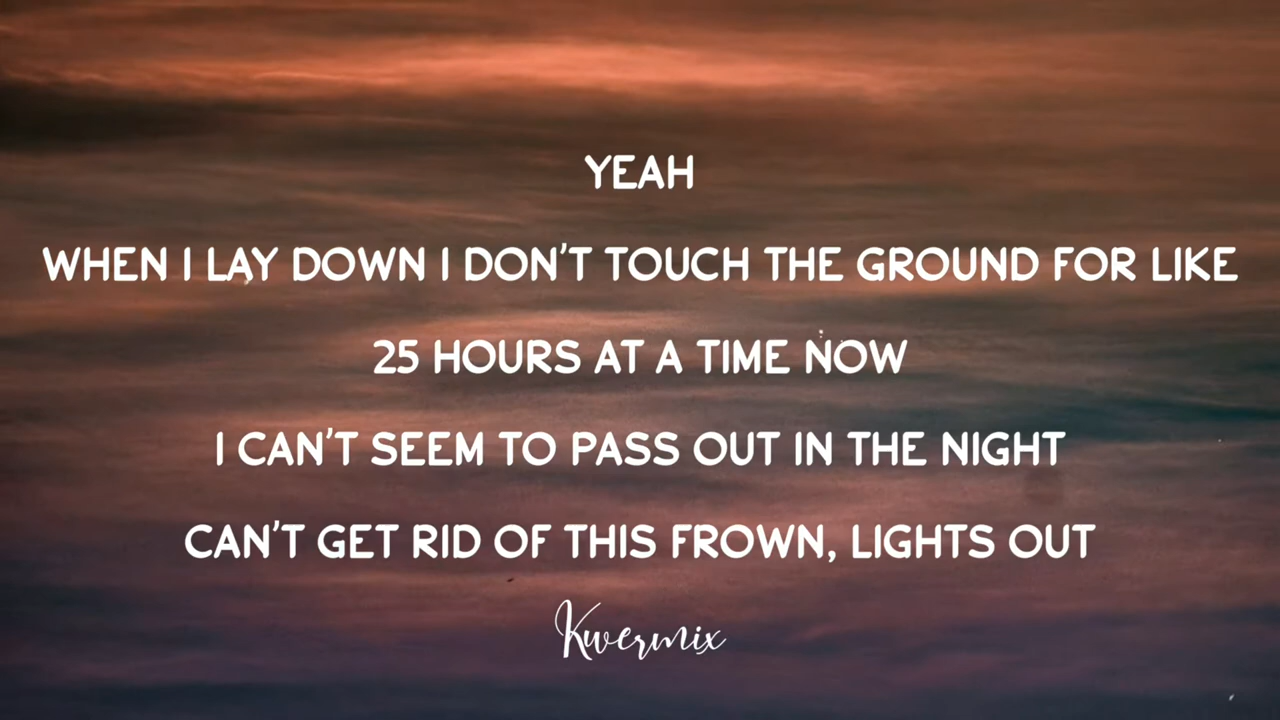 YEAH
WHEN I LAY DOWN I DON'T TOUCH THE GROUND FOR LIKE
25 HOURS AT A TIME NOW
I CAN'T SEEM TO PASS OUT IN THE NIGHT
CAN'T GET RID OF THIS FROWN, LIGHTS OUT
Kwermix